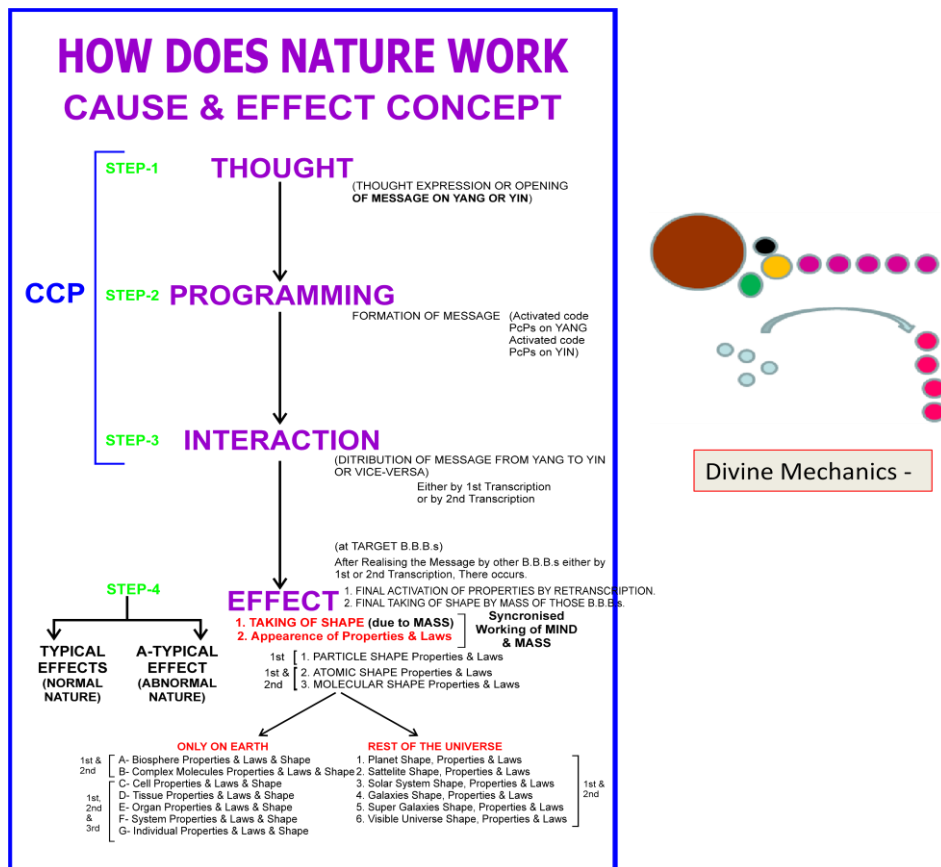 HOW DOES NATURE WORK
CAUSE & EFFECT CONCEPT
CCP
STEP-1
THOUGHT
(THOUGHT EXPRESSION OR OPENING
OF MESSAGE ON YANG OR YIN)
STEP-2
PROGRAMMING
FORMATION OF MESSAGE (Activated code
PcPs on YANG
Activated code
PcPs on YIN)
STEP-3
INTERACTION
(DITRIBUTION OF MESSAGE FROM YANG TO YIN
OR VICE-VERSA)
Either by 1st Transcription
or by 2nd Transcription
(at TARGET B.B.B.s)
After Realising the Message by other B.B.B.s either by
1st or 2nd Transcription, There occurs.
STEP-4
EFFECT
1. FINAL ACTIVATION OF PROPERTIES BY RETRANSCRIPTION.
2. FINAL TAKING OF SHAPE BY MASS OF THOSE B.B.B.s.
1. TAKING OF SHAPE (due to MASS)
2. Appearence of Properties & Laws
Syncronised
Working of MIND
& MASS
TYPICAL
EFFECTS
(NORMAL
NATURE)
A-TYPICAL
EFFECT
(ABNORMAL
NATURE)
1st
1. PARTICLE SHAPE Properties & Laws
1st &
2nd
2. ATOMIC SHAPE Properties & Laws
3. MOLECULAR SHAPE Properties & Laws
ONLY ON EARTH
1st &
2nd
A- Biosphere Properties & Laws & Shape
B- Complex Molecules Properties & Laws & Shape
1st,
2nd
&
3rd
C- Cell Properties & Laws & Shape
D- Tissue Properties & Laws & Shape
E- Organ Properties & Laws & Shape
F- System Properties & Laws & Shape
G- Individual Properties & Laws & Shape
REST OF THE UNIVERSE
1. Planet Shape, Properties & Laws
2. Sattelite Shape, Properties & Laws
3. Solar System Shape, Properties & Laws
4. Galaxies Shape, Properties & Laws
5. Super Galaxies Shape, Properties & Laws
6. Visible Universe Shape, Properties & Laws
1st &
2nd
Divine Mechanics -